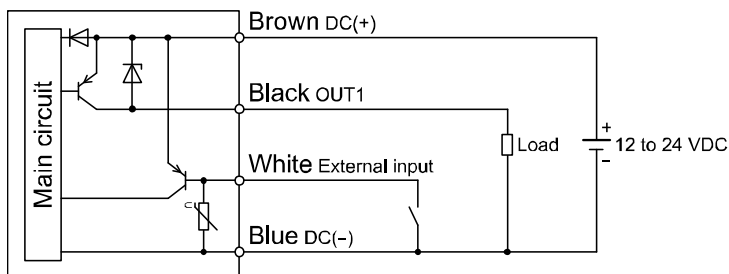 Main circuit
Brown DC(+)
Black OUT1
White External input
Blue DC(−)
Load
+
12 to 24 VDC
−
⊂